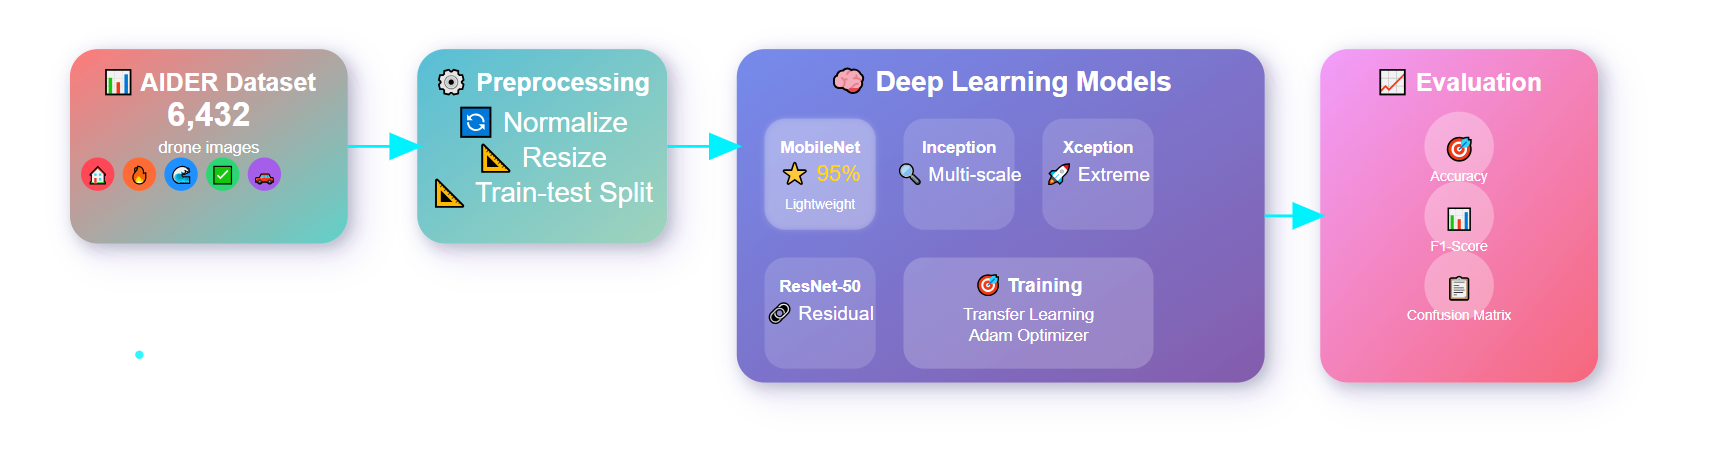 AIDER Dataset
6,432
drone images
Preprocessing
Normalize
Resize
Train-test Split
Deep Learning Models
MobileNet
95%
Lightweight
Inception
Multi-scale
Xception
Extreme
ResNet-50
Residual
Training
Transfer Learning
Adam Optimizer
Evaluation
Accuracy
F1-Score
Confusion Matrix